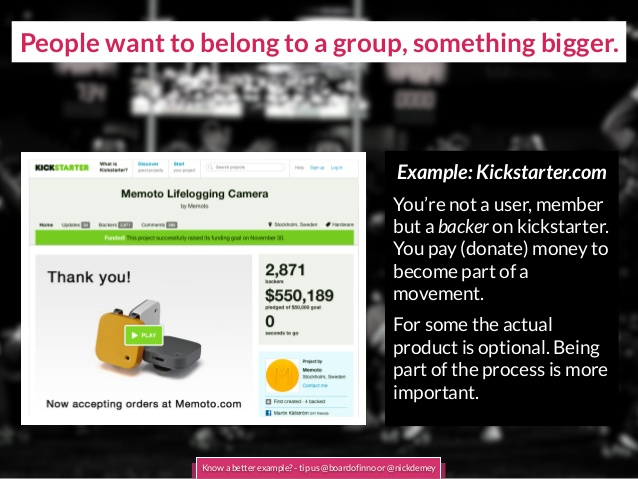 People want to belong to a group, something bigger.
KICKSTARTER
What is Kickstarter?
Discover great projects
Start your project
Search projects
Help Sign up Log in
Memoto Lifelogging Camera
by Memoto
Home Updates Backers 2,871 Comments
Stockholm, Sweden Hardware
Funded! This project successfully raised its funding goal on November 30.
Thank you!
PLAY
Now accepting orders at Memoto.com
2,871
backers
$550,189
pledged of $50,000 goal
0
seconds to go
Project by
Memoto
Stockholm, Sweden
Contact me
First created · 4 backed
Martin Källström
Example: Kickstarter.com
You’re not a user, member
but a backer on kickstarter.
You pay (donate) money to
become part of a
movement.
For some the actual
product is optional. Being
part of the process is more
important.
Know a better example? - tip us @boardofinno or @nickdemey